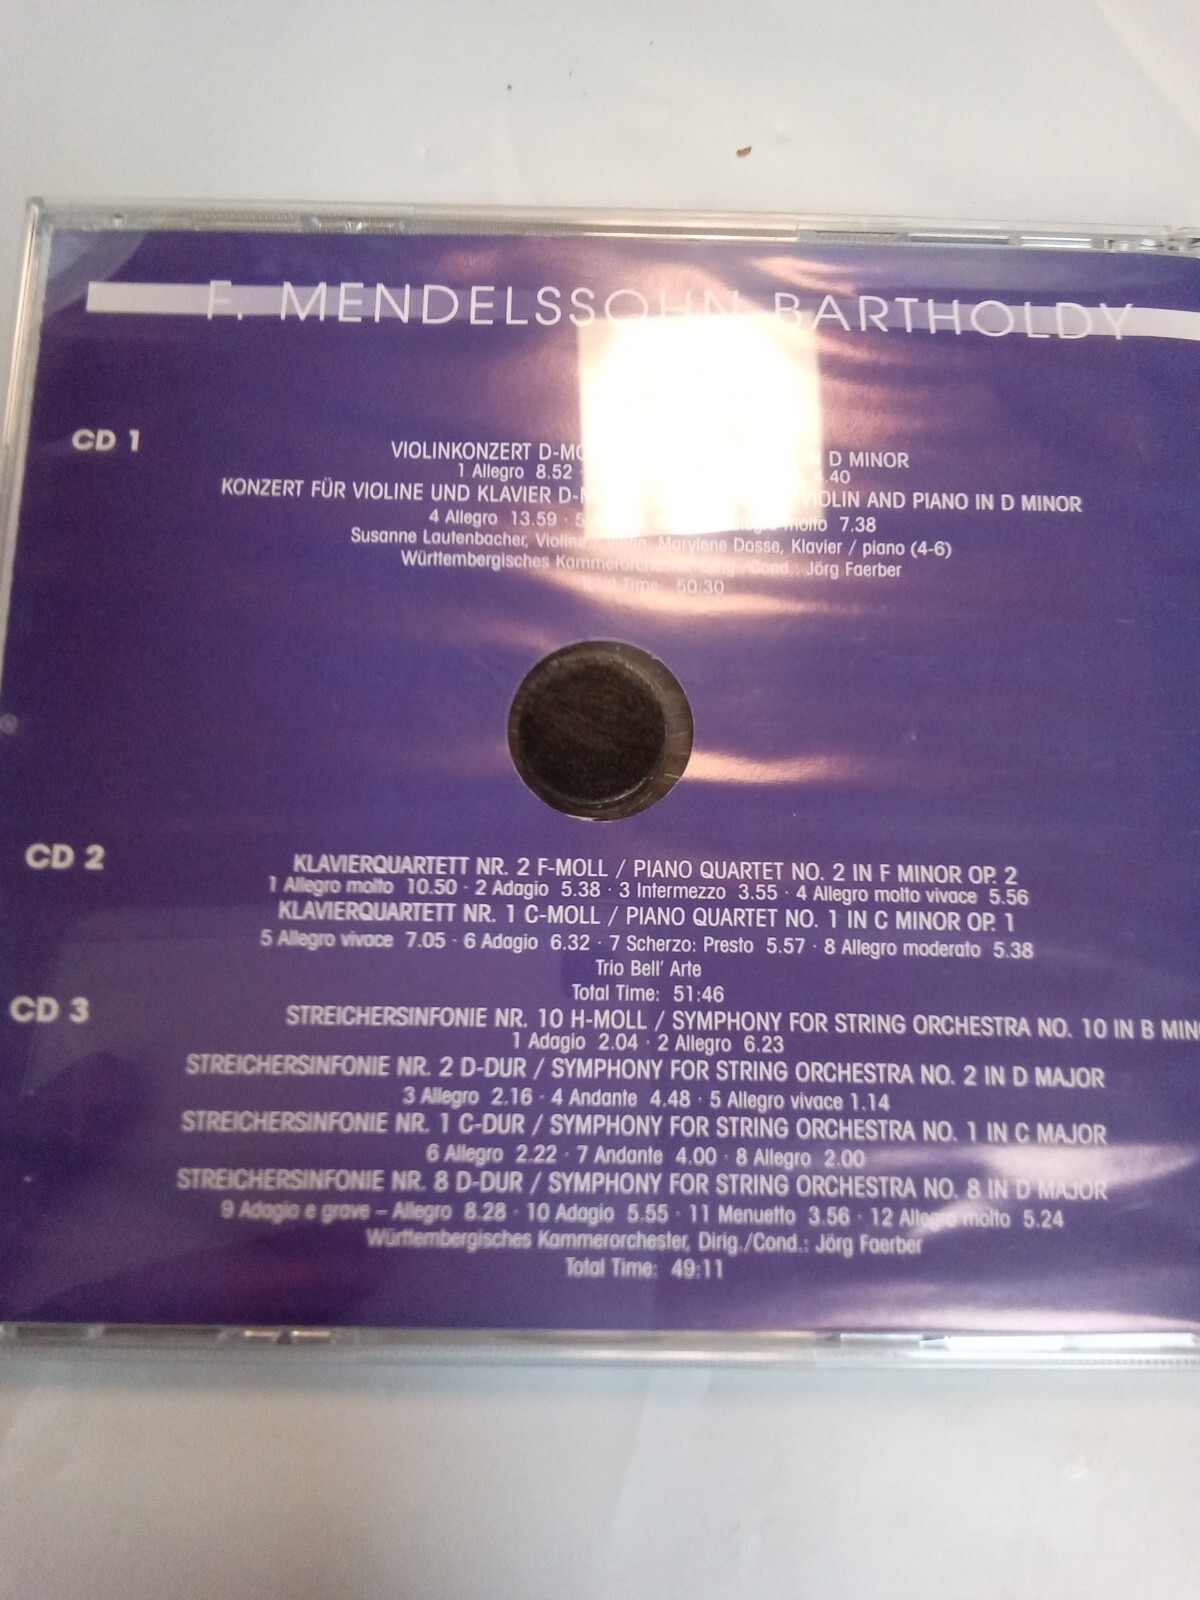 F. MENDELSSOHN BARTHOLDY
CD 1
VIOLINKONZERT D-MO D MINOR
1 Allegro 8.52 .40
KONZERT FÜR VIOLINE UND KLAVIER D-M VIOLIN AND PIANO IN D MINOR
4 Allegro 13.59 · 5 Allegro molto 7.38
Susanne Lautenbacher, Violine / violin, Marylene Dosse, Klavier / piano (4-6)
Württembergisches Kammerorchester, Dirig./Cond.: Jörg Faerber
Total Time: 50:30
CD 2
KLAVIERQUARTETT NR. 2 F-MOLL / PIANO QUARTET NO. 2 IN F MINOR OP. 2
1 Allegro molto 10.50 · 2 Adagio 5.38 · 3 Intermezzo 3.55 · 4 Allegro molto vivace 5.56
KLAVIERQUARTETT NR. 1 C-MOLL / PIANO QUARTET NO. 1 IN C MINOR OP. 1
5 Allegro vivace 7.05 · 6 Adagio 6.32 · 7 Scherzo: Presto 5.57 · 8 Allegro moderato 5.38
Trio Bell' Arte
Total Time: 51:46
CD 3
STREICHERSINFONIE NR. 10 H-MOLL / SYMPHONY FOR STRING ORCHESTRA NO. 10 IN B MIN
1 Adagio 2.04 · 2 Allegro 6.23
STREICHERSINFONIE NR. 2 D-DUR / SYMPHONY FOR STRING ORCHESTRA NO. 2 IN D MAJOR
3 Allegro 2.16 · 4 Andante 4.48 · 5 Allegro vivace 1.14
STREICHERSINFONIE NR. 1 C-DUR / SYMPHONY FOR STRING ORCHESTRA NO. 1 IN C MAJOR
6 Allegro 2.22 · 7 Andante 4.00 · 8 Allegro 2.00
STREICHERSINFONIE NR. 8 D-DUR / SYMPHONY FOR STRING ORCHESTRA NO. 8 IN D MAJOR
9 Adagio e grave – Allegro 8.28 · 10 Adagio 5.55 · 11 Menuetto 3.56 · 12 Allegro molto 5.24
Württembergisches Kammerorchester, Dirig./Cond.: Jörg Faerber
Total Time: 49:11